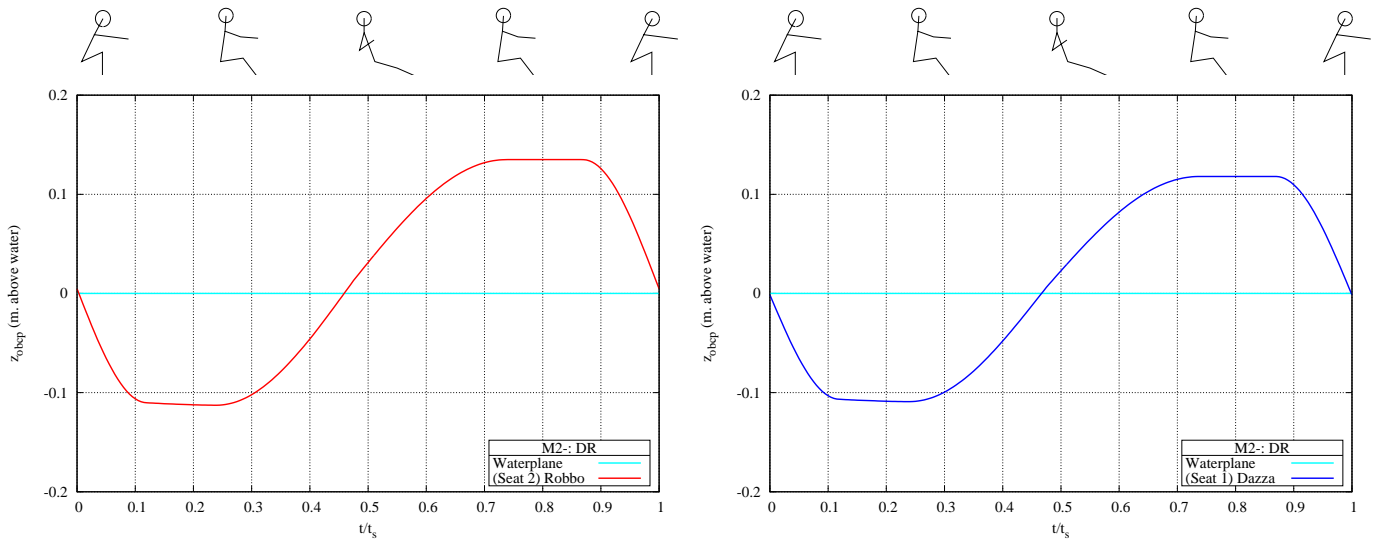 0.2
0.1
0
-0.1
-0.2
z_obcp (m. above water)
0 0.1 0.2 0.3 0.4 0.5 0.6 0.7 0.8 0.9 1
t/t_s
M2-: DR
Waterplane
(Seat 2) Robbo
0.2
0.1
0
-0.1
-0.2
z_obcp (m. above water)
0 0.1 0.2 0.3 0.4 0.5 0.6 0.7 0.8 0.9 1
t/t_s
M2-: DR
Waterplane
(Seat 1) Dazza